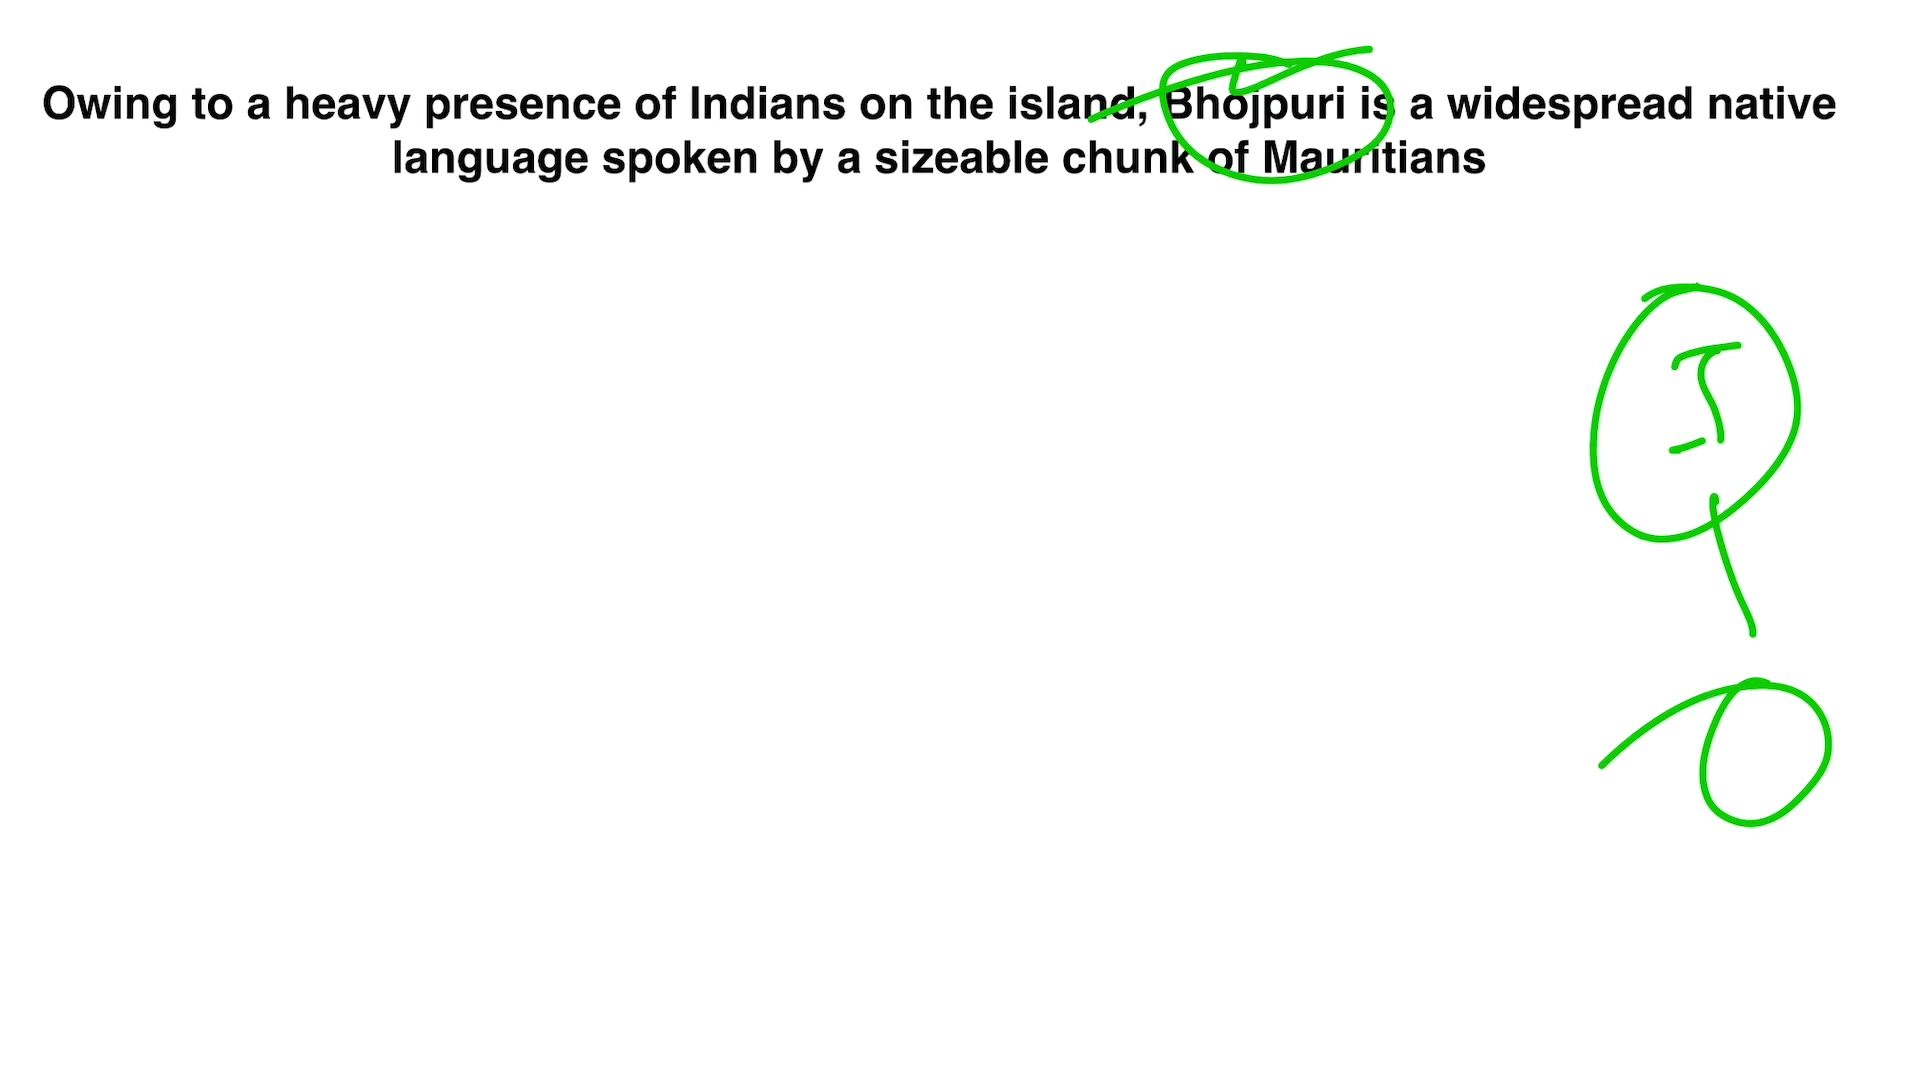 Owing to a heavy presence of Indians on the island, Bhojpuri is a widespread native
language spoken by a sizeable chunk of Mauritians